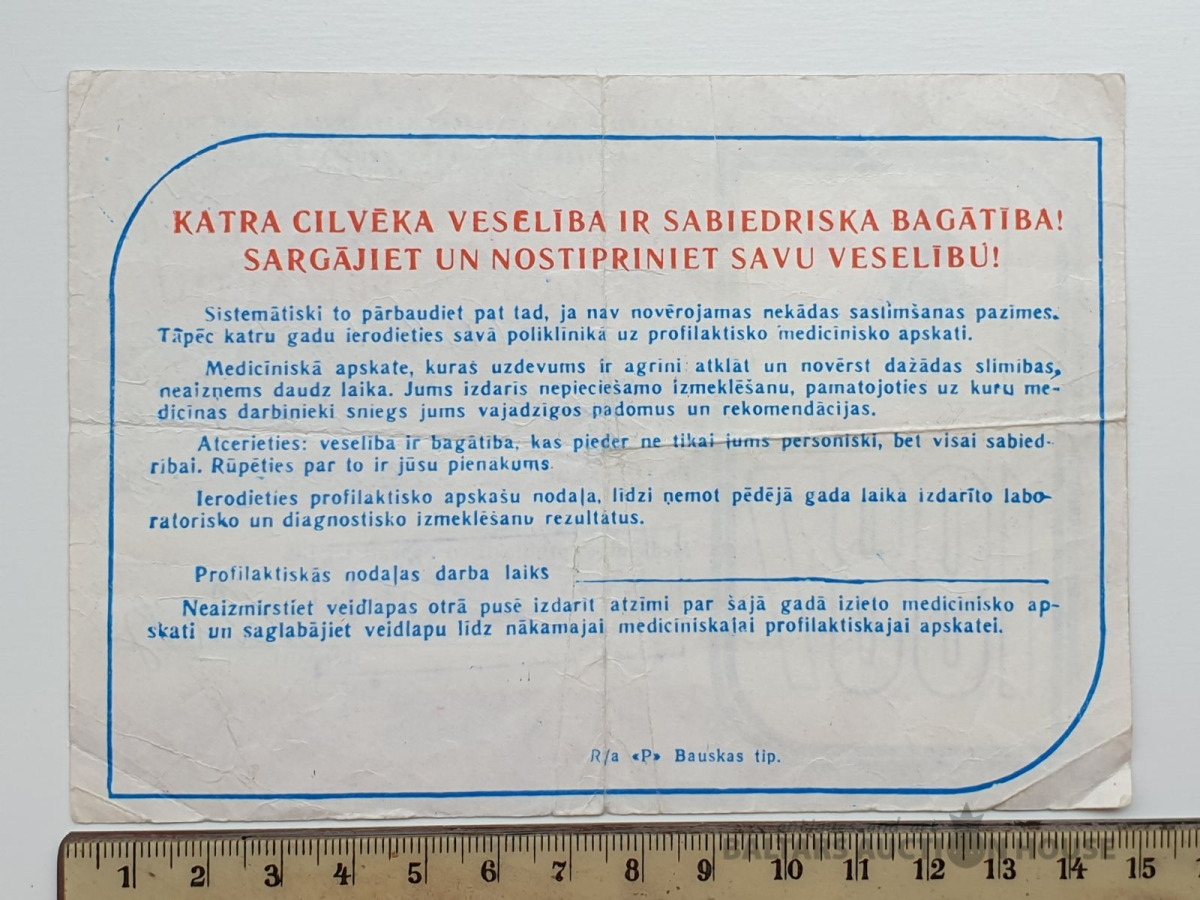 KATRA CILVĒKA VESELĪBA IR SABIEDRISKA BAGĀTĪBA!
SARGĀJIET UN NOSTIPRINIET SAVU VESELĪBU!
Sistemātiski to pārbaudiet pat tad, ja nav novērojamas nekādas saslimšanas pazīmes.
Tāpēc katru gadu ierodieties savā poliklīnikā uz profilaktisko medicīnisko apskati.
Medicīniskā apskate, kuras uzdevums ir agrīni atklāt un novērst dažādas slimības,
neaizņems daudz laika. Jums izdarīs nepieciešamo izmeklēšanu, pamatojoties uz kuru me-
dicīnas darbinieki sniegs jums vajadzīgos padomus un rekomendācijas.
Atcerieties: veselība ir bagātība, kas pieder ne tikai jums personiski, bet visai sabied-
rībai. Rūpēties par to ir jūsu pienākums.
Ierodieties profilaktisko apskašu nodaļā, līdzi ņemot pēdējā gada laikā izdarīto labo-
ratorisko un diagnostisko izmeklēšanu rezultātus.
Profilaktiskās nodaļas darba laiks
Neaizmirstiet veidlapas otrā pusē izdarīt atzīmi par šajā gadā izieto medicīnisko ap-
skati un saglabājiet veidlapu līdz nākamajai medicīniskajai profilaktiskajai apskatei.
R/a «P» Bauskas tip.
BALTARS AUCTION HOUSE
1 2 3 4 5 6 7 8 9 10 11 12 13 14 15